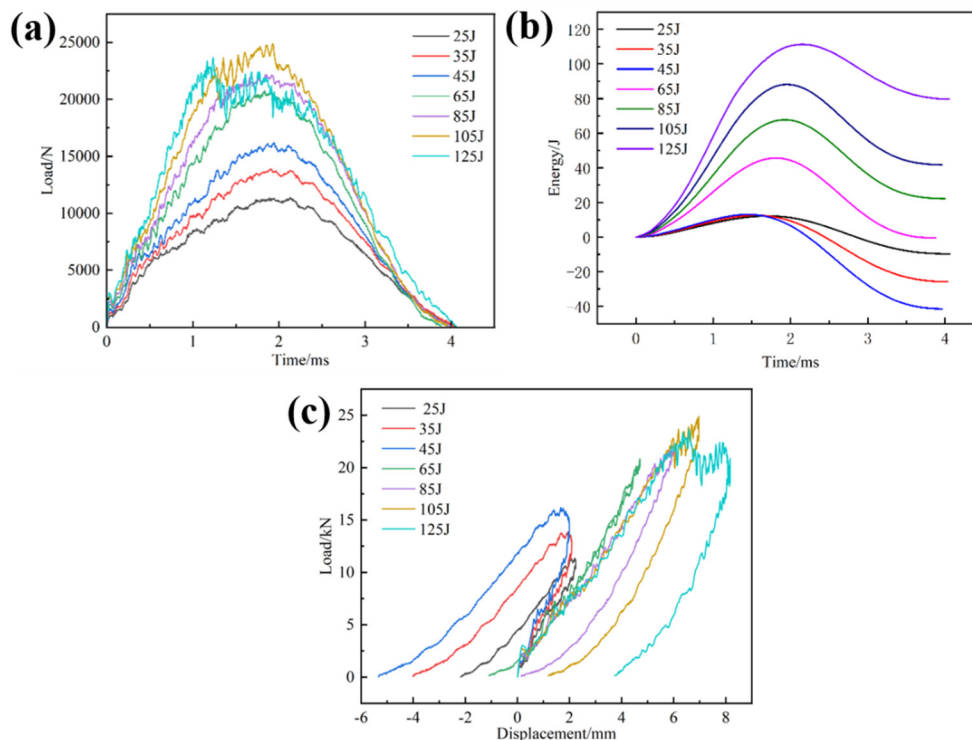 (a)
25000
20000
15000
10000
5000
0
Load/N
0
1
2
3
4
Time/ms
25J
35J
45J
65J
85J
105J
125J
(b)
120
100
80
60
40
20
0
-20
-40
Energy/J
0
1
2
3
4
Time/ms
25J
35J
45J
65J
85J
105J
125J
(c)
25
20
15
10
5
0
Load/kN
-6
-4
-2
0
2
4
6
8
Displacement/mm
25J
35J
45J
65J
85J
105J
125J